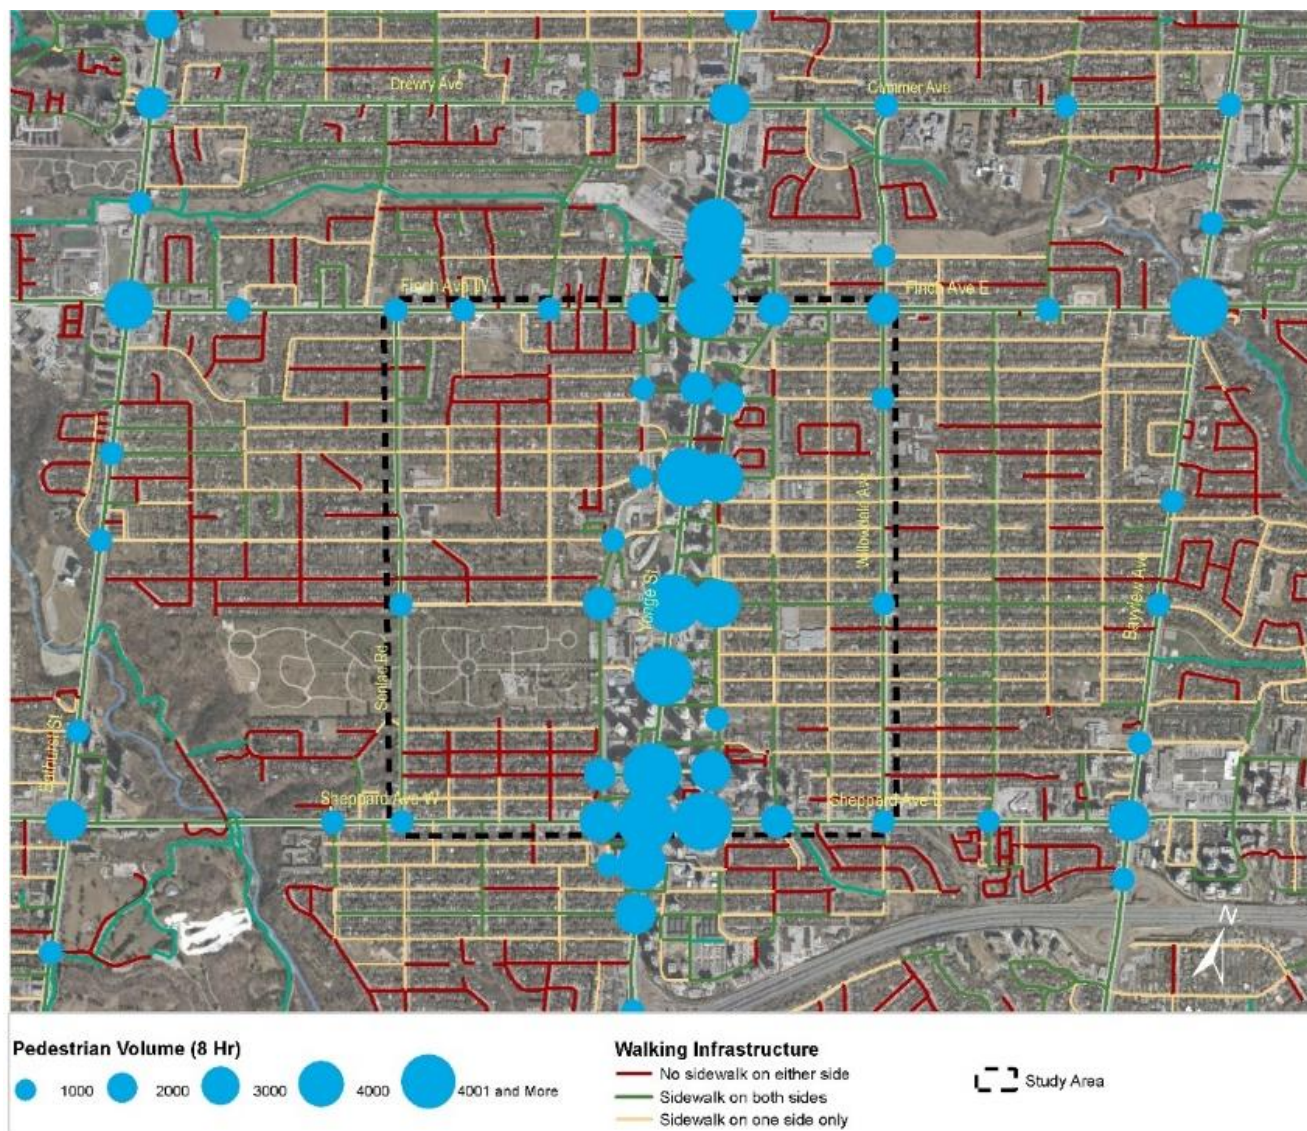 Drewry Ave
Cummer Ave
Finch Ave W
Finch Ave E
Willowdale Ave
Yonge St
Bayview Ave
Senlac Rd
Bathurst St
Sheppard Ave W
Sheppard Ave E
N
Pedestrian Volume (8 Hr)
1000
2000
3000
4000
4001 and More
Walking Infrastructure
No sidewalk on either side
Sidewalk on both sides
Sidewalk on one side only
Study Area